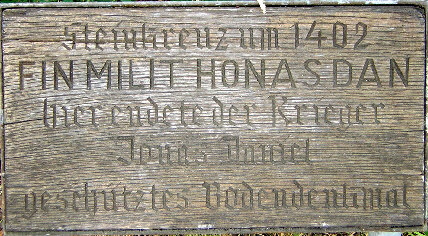 Steinkreuz um 1402
FIN MILIT HONAS DAN
hier endete der Krieger
Jonas Daniel
geschütztes Bodendenkmal